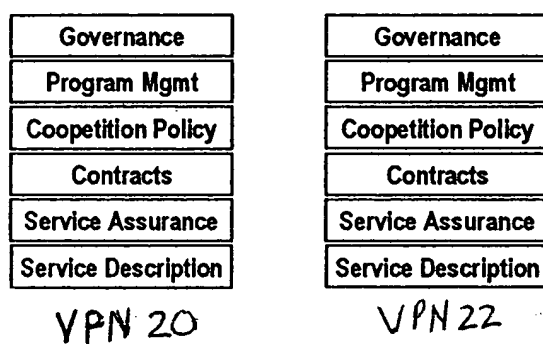 Governance
Program Mgmt
Coopetition Policy
Contracts
Service Assurance
Service Description
VPN 20
Governance
Program Mgmt
Coopetition Policy
Contracts
Service Assurance
Service Description
VPN 22